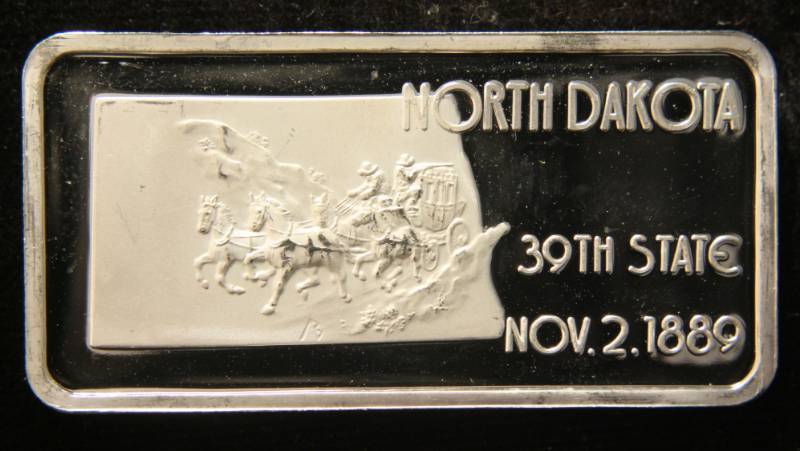 NORTH DAKOTA
39TH STATE
NOV. 2. 1889